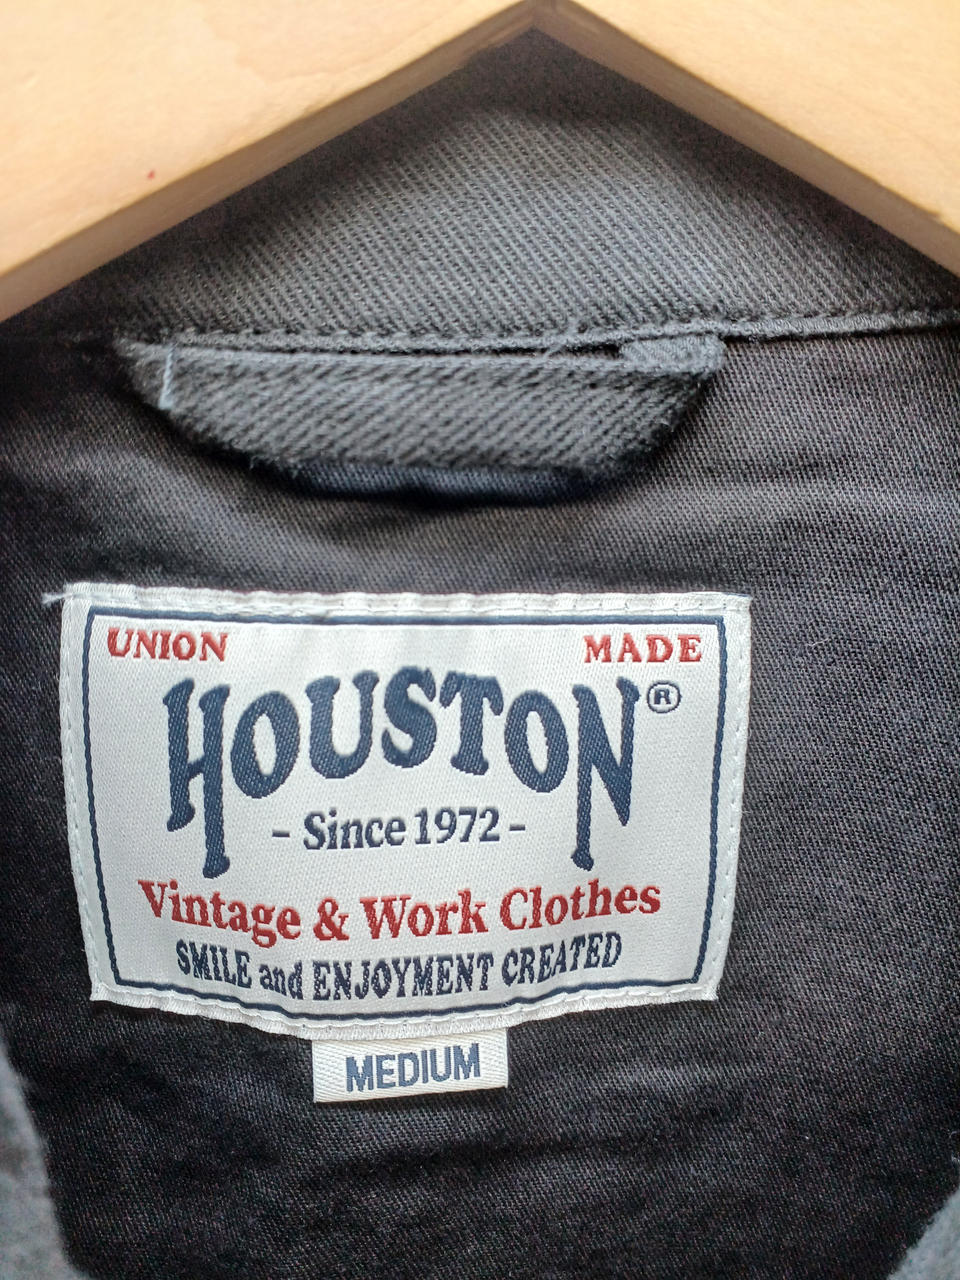 UNION MADE
HOUSTON®
- Since 1972 -
Vintage & Work Clothes
SMILE and ENJOYMENT CREATED
MEDIUM